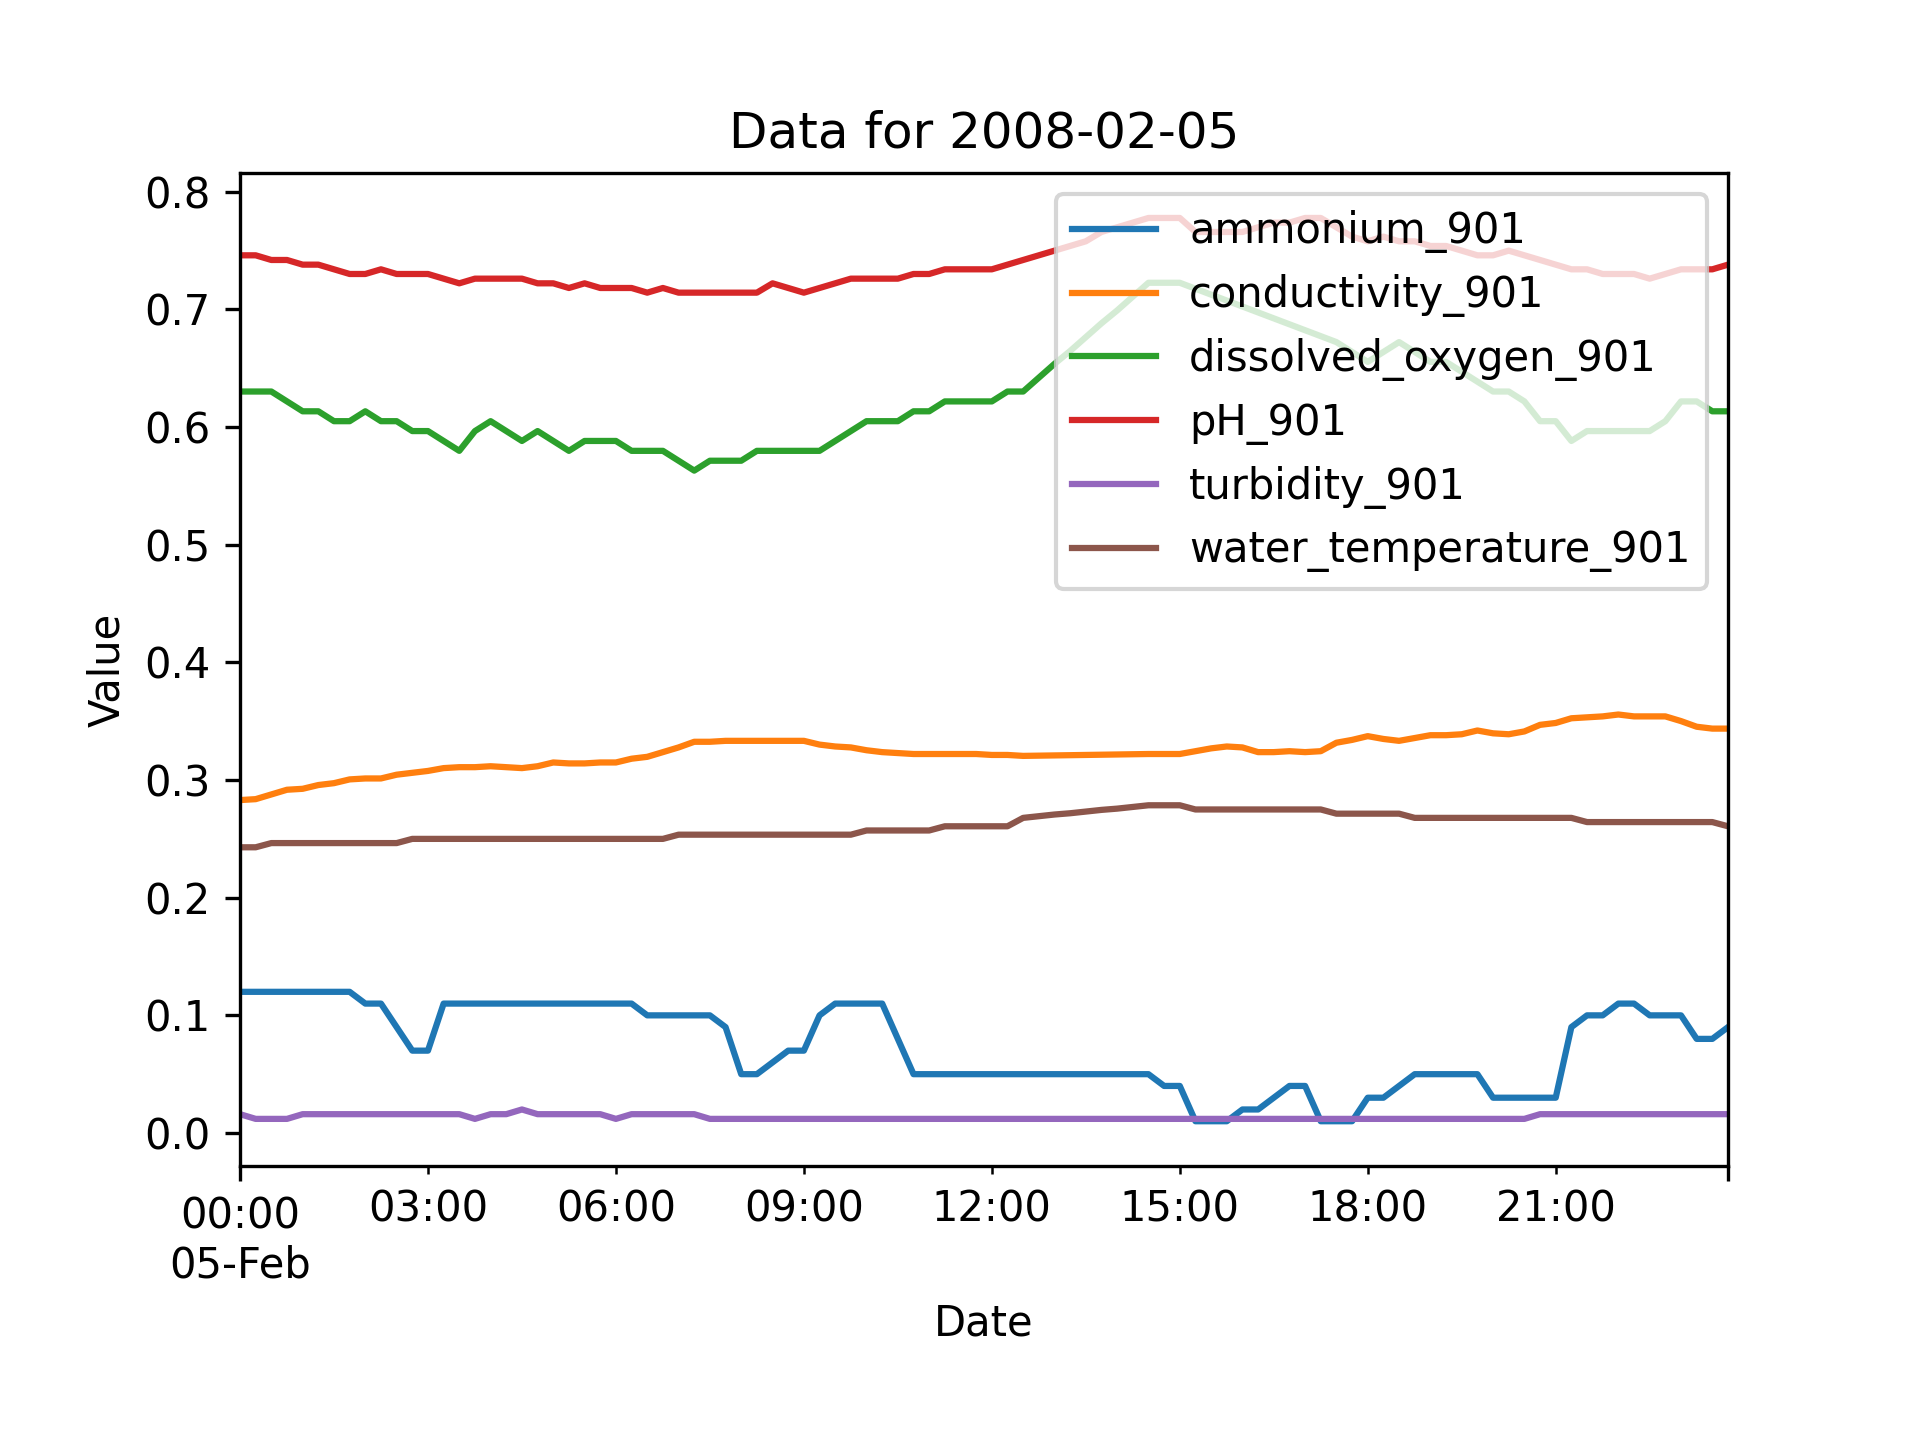 Data for 2008-02-05
0.8
0.7
0.6
0.5
0.4
0.3
0.2
0.1
0.0
Value
ammonium_901
conductivity_901
dissolved_oxygen_901
pH_901
turbidity_901
water_temperature_901
00:00 03:00 06:00 09:00 12:00 15:00 18:00 21:00
05-Feb
Date